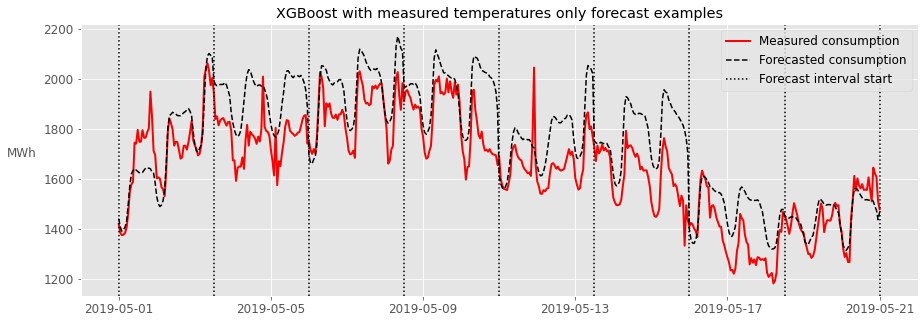 XGBoost with measured temperatures only forecast examples
2200
2000
1800
1600
1400
1200
MWh
Measured consumption
Forecasted consumption
Forecast interval start
2019-05-01
2019-05-05
2019-05-09
2019-05-13
2019-05-17
2019-05-21